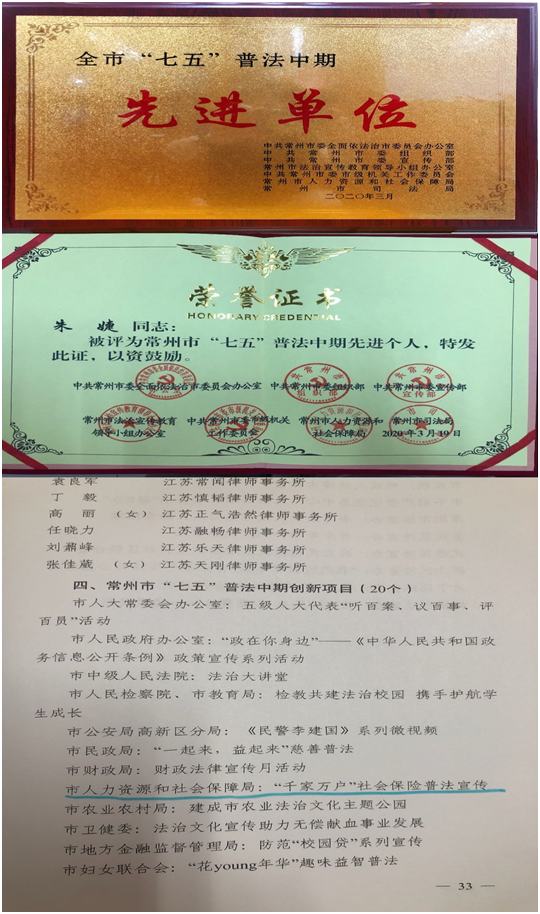 全市“七五”普法中期
先进单位
中共常州市委全面依法治市委员会办公室
中共常州市委组织部
中共常州市委宣传部
常州市法治宣传教育领导小组办公室
中共常州市委市级机关工作委员会
常州市人力资源和社会保障局
常州市司法局
二〇二〇年三月
荣誉证书
HONORARY CREDENTIAL
朱 婕 同志：
被评为常州市“七五”普法中期先进个人，特发
此证，以资鼓励。
中共常州市委全面依法治市委员会办公室 中共常州市委组织部 中共常州市委宣传部
常州市法治宣传教育 中共常州市委市级机关 常州市人力资源和 常州市司法局
领导小组办公室 工作委员会 社会保障局 2020年3月19日
袁良军 江苏常闻律师事务所
丁 毅 江苏慎韬律师事务所
高 丽 （女） 江苏正气浩然律师事务所
任晓力 江苏融畅律师事务所
刘鼐峰 江苏乐天律师事务所
张佳葳 （女） 江苏天刚律师事务所
四、常州市“七五”普法中期创新项目（20个）
市人大常委会办公室：五级人大代表“听百案、议百事、评
百员”活动
市人民政府办公室：“政在你身边”——《中华人民共和国政
务信息公开条例》政策宣传系列活动
市中级人民法院：法治大讲堂
市人民检察院、市教育局：检教共建法治校园 携手护航学
生成长
市公安局高新区分局：《民警李建国》系列微视频
市民政局：“一起来，益起来”慈善普法
市财政局：财政法律宣传月活动
市人力资源和社会保障局：“千家万户”社会保险普法宣传
市农业农村局：建成市农业法治文化主题公园
市卫健委：法治文化宣传助力无偿献血事业发展
市地方金融监督管理局：防范“校园贷”系列宣传
市妇女联合会：“花young年华”趣味益智普法
— 33 —